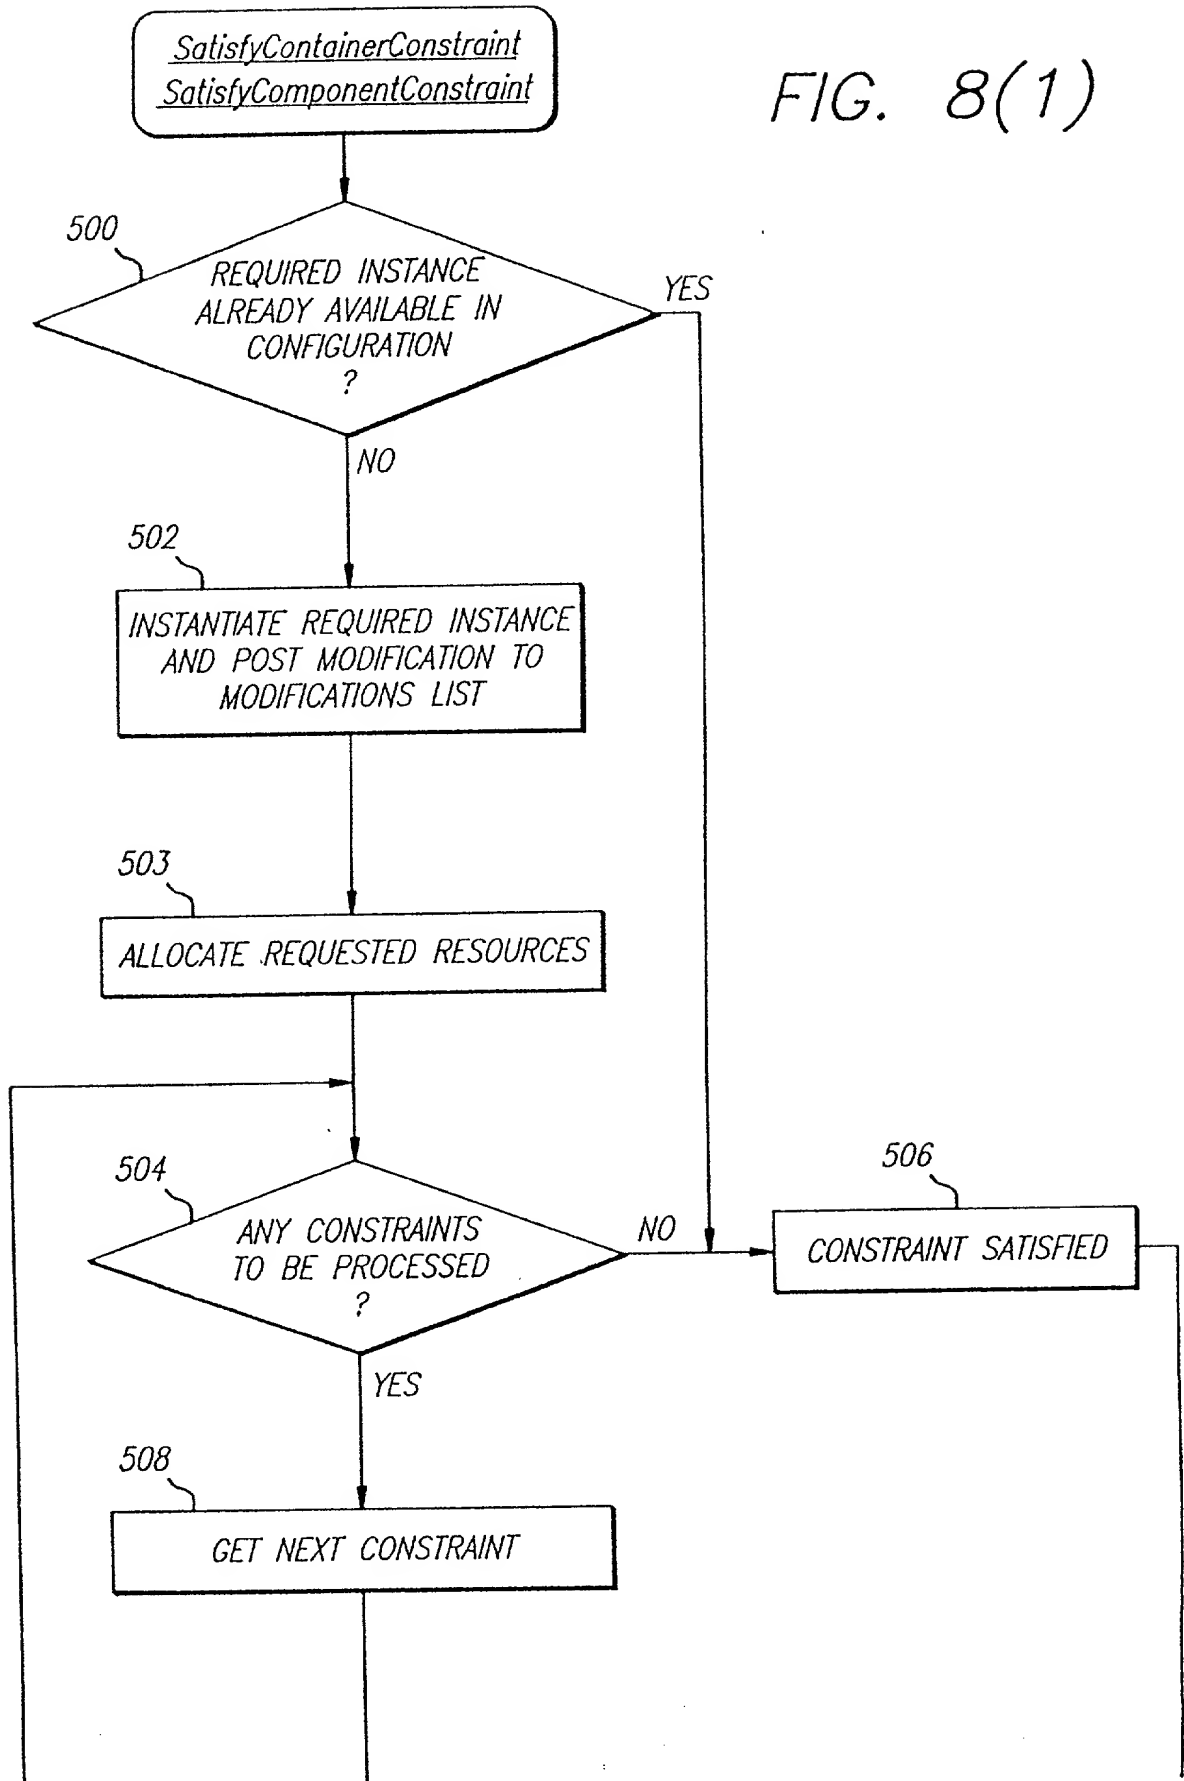 SatisfyContainerConstraint
SatisfyComponentConstraint
FIG. 8(1)
500
REQUIRED INSTANCE
ALREADY AVAILABLE IN
CONFIGURATION
?
YES
NO
502
INSTANTIATE REQUIRED INSTANCE
AND POST MODIFICATION TO
MODIFICATIONS LIST
503
ALLOCATE REQUESTED RESOURCES
504
ANY CONSTRAINTS
TO BE PROCESSED
?
NO
506
CONSTRAINT SATISFIED
YES
508
GET NEXT CONSTRAINT